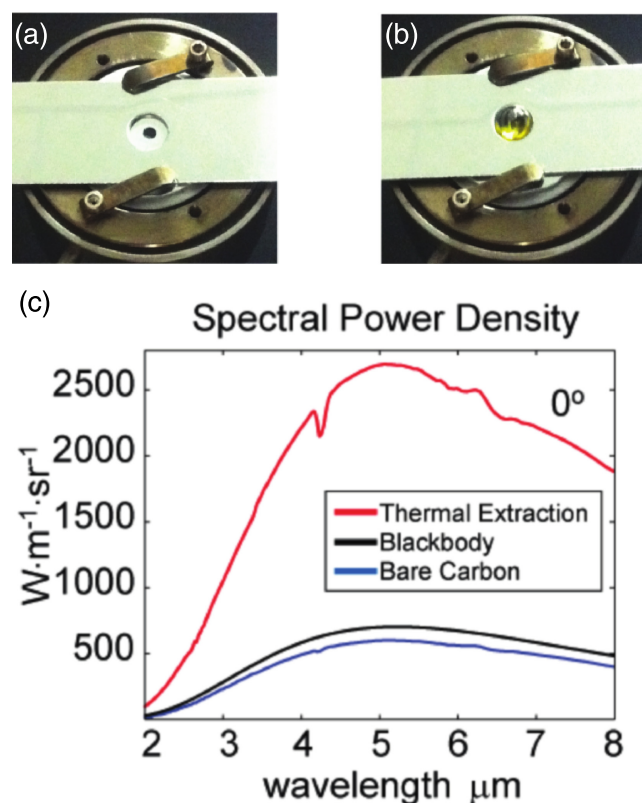 (a)
(b)
(c)
Spectral Power Density
W·m⁻¹·sr⁻¹
2500
2000
1500
1000
500
0º
Thermal Extraction
Blackbody
Bare Carbon
2 3 4 5 6 7 8
wavelength μm